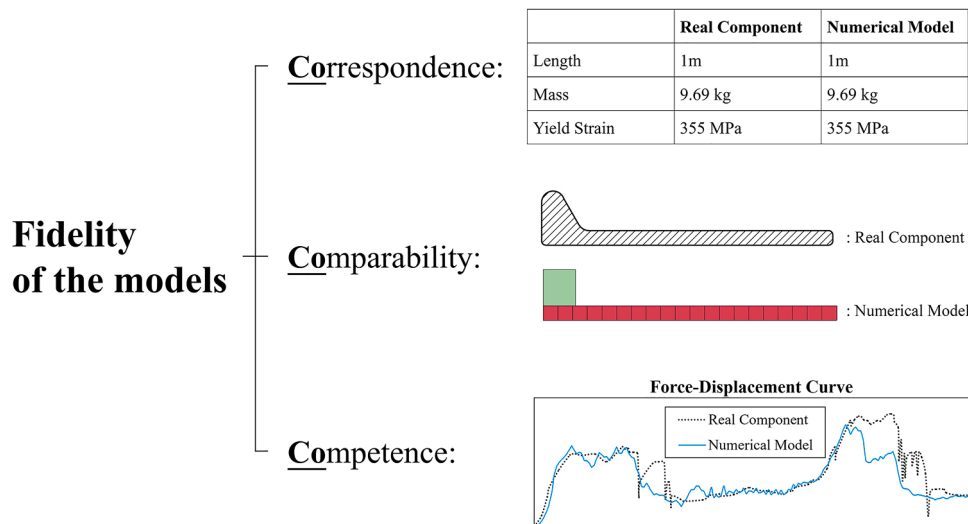 Fidelity
of the models
Correspondence:
Real Component Numerical Model
Length 1m 1m
Mass 9.69 kg 9.69 kg
Yield Strain 355 MPa 355 MPa
Comparability:
: Real Component
: Numerical Model
Competence:
Force-Displacement Curve
Real Component
Numerical Model